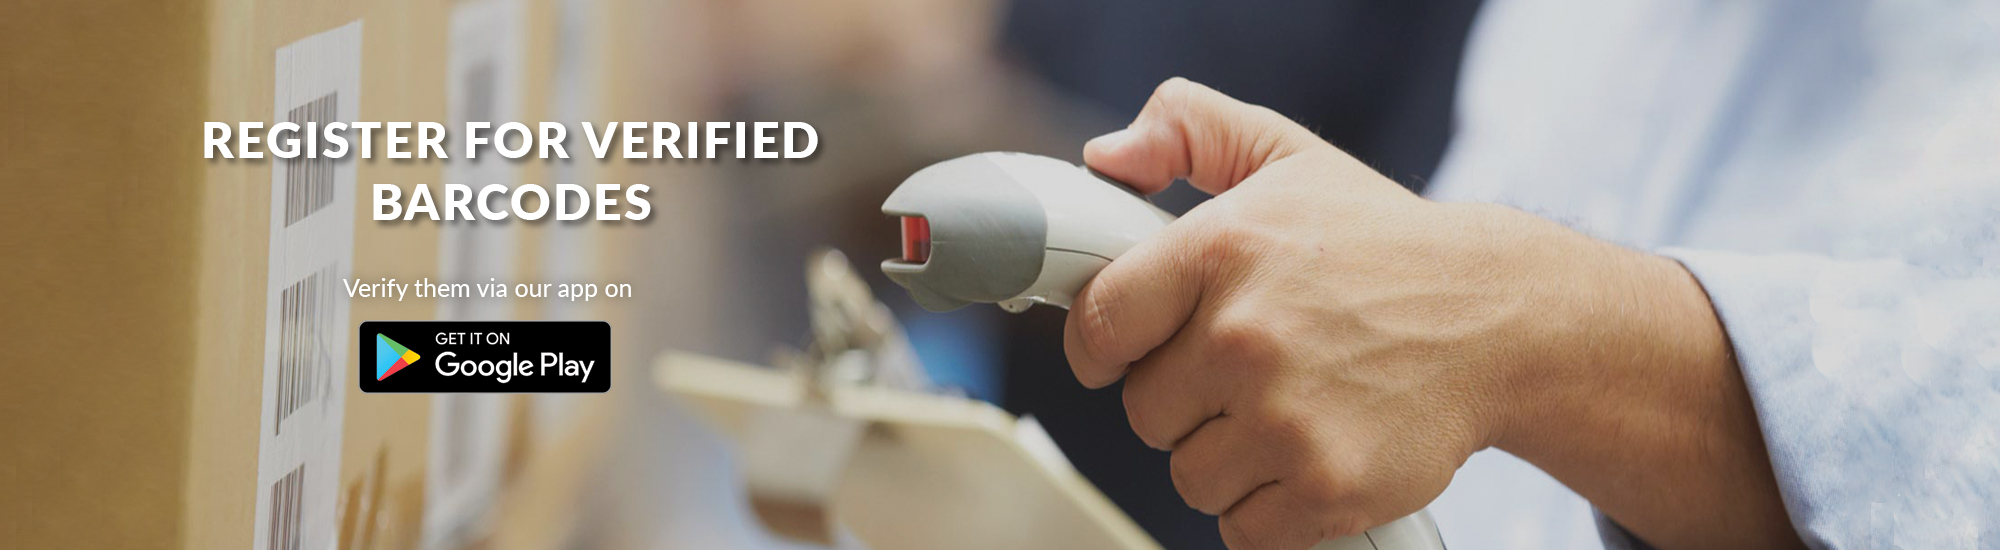 REGISTER FOR VERIFIED
BARCODES
Verify them via our app on
GET IT ON
Google Play